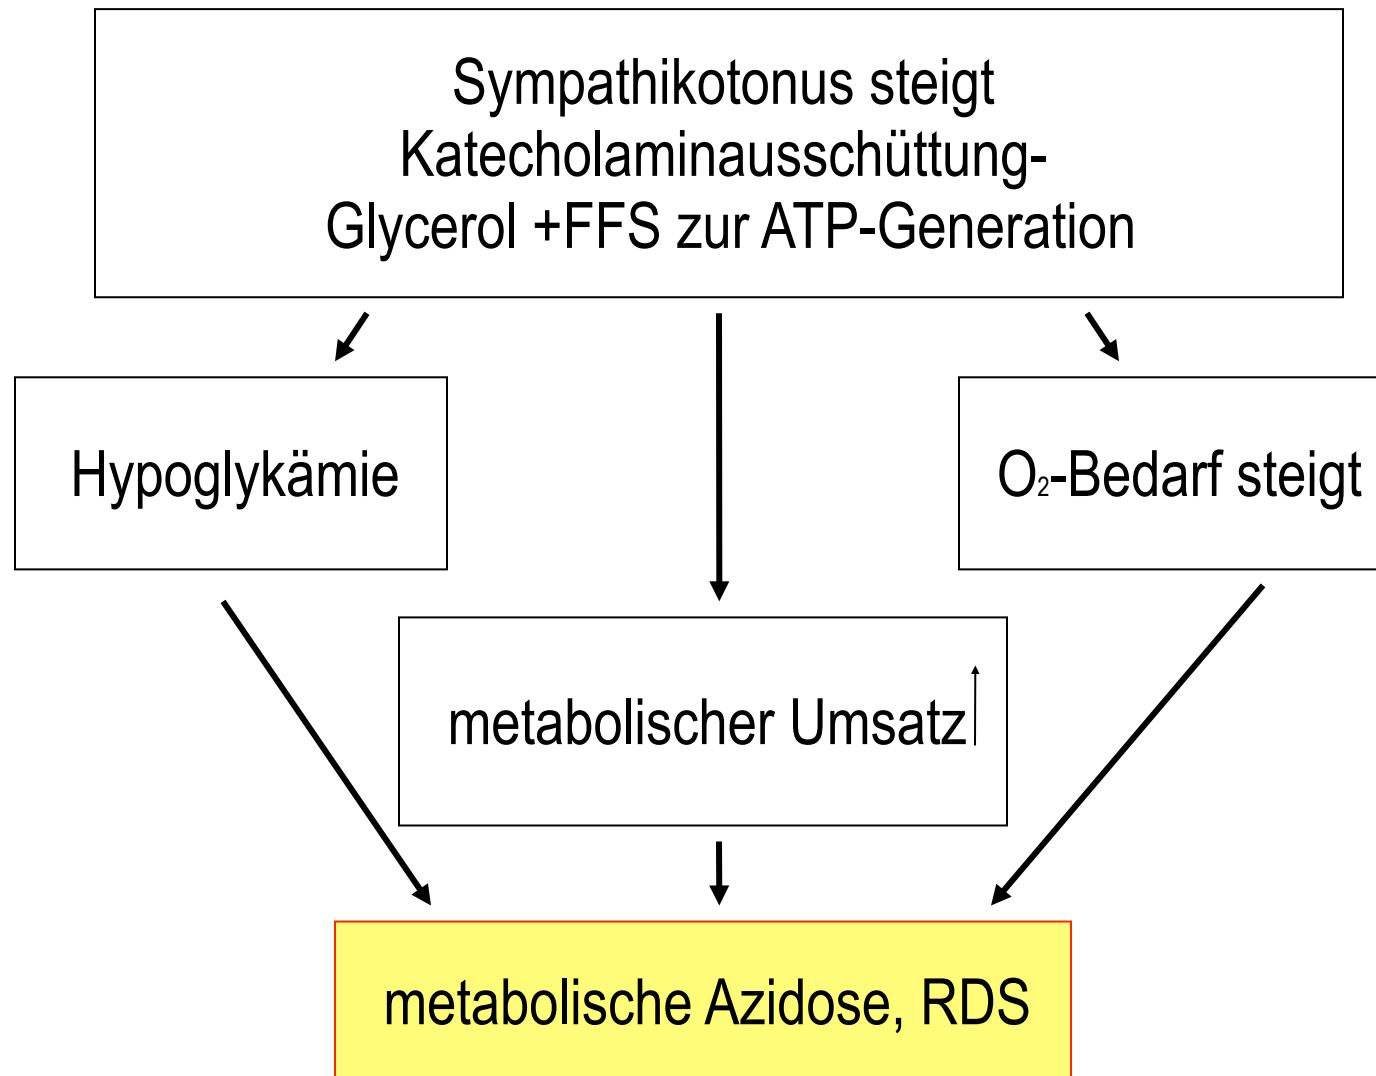 Sympathikotonus steigt
Katecholaminausschüttung-
Glycerol +FFS zur ATP-Generation
Hypoglykämie
O₂-Bedarf steigt
metabolischer Umsatz
metabolische Azidose, RDS